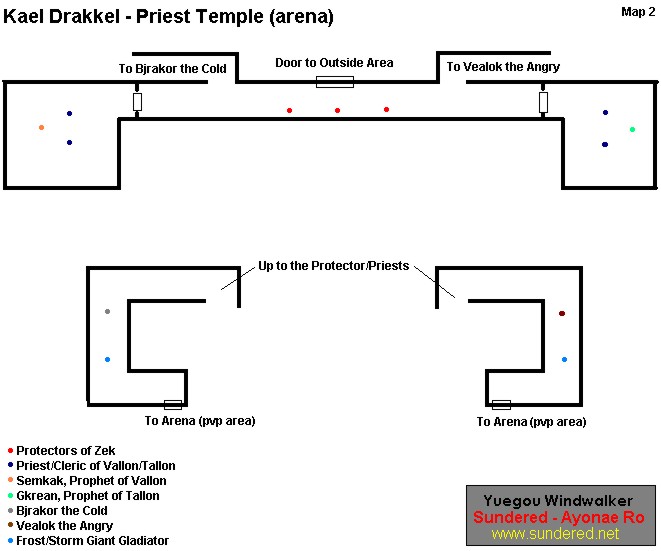 Kael Drakkel - Priest Temple (arena)
Map 2
To Bjrakor the Cold
Door to Outside Area
To Vealok the Angry
Up to the Protector/Priests
To Arena (pvp area)
To Arena (pvp area)
Protectors of Zek
Priest/Cleric of Vallon/Tallon
Semkak, Prophet of Vallon
Gkrean, Prophet of Tallon
Bjrakor the Cold
Vealok the Angry
Frost/Storm Giant Gladiator
Yuegou Windwalker
Sundered - Ayonae Ro
www.sundered.net